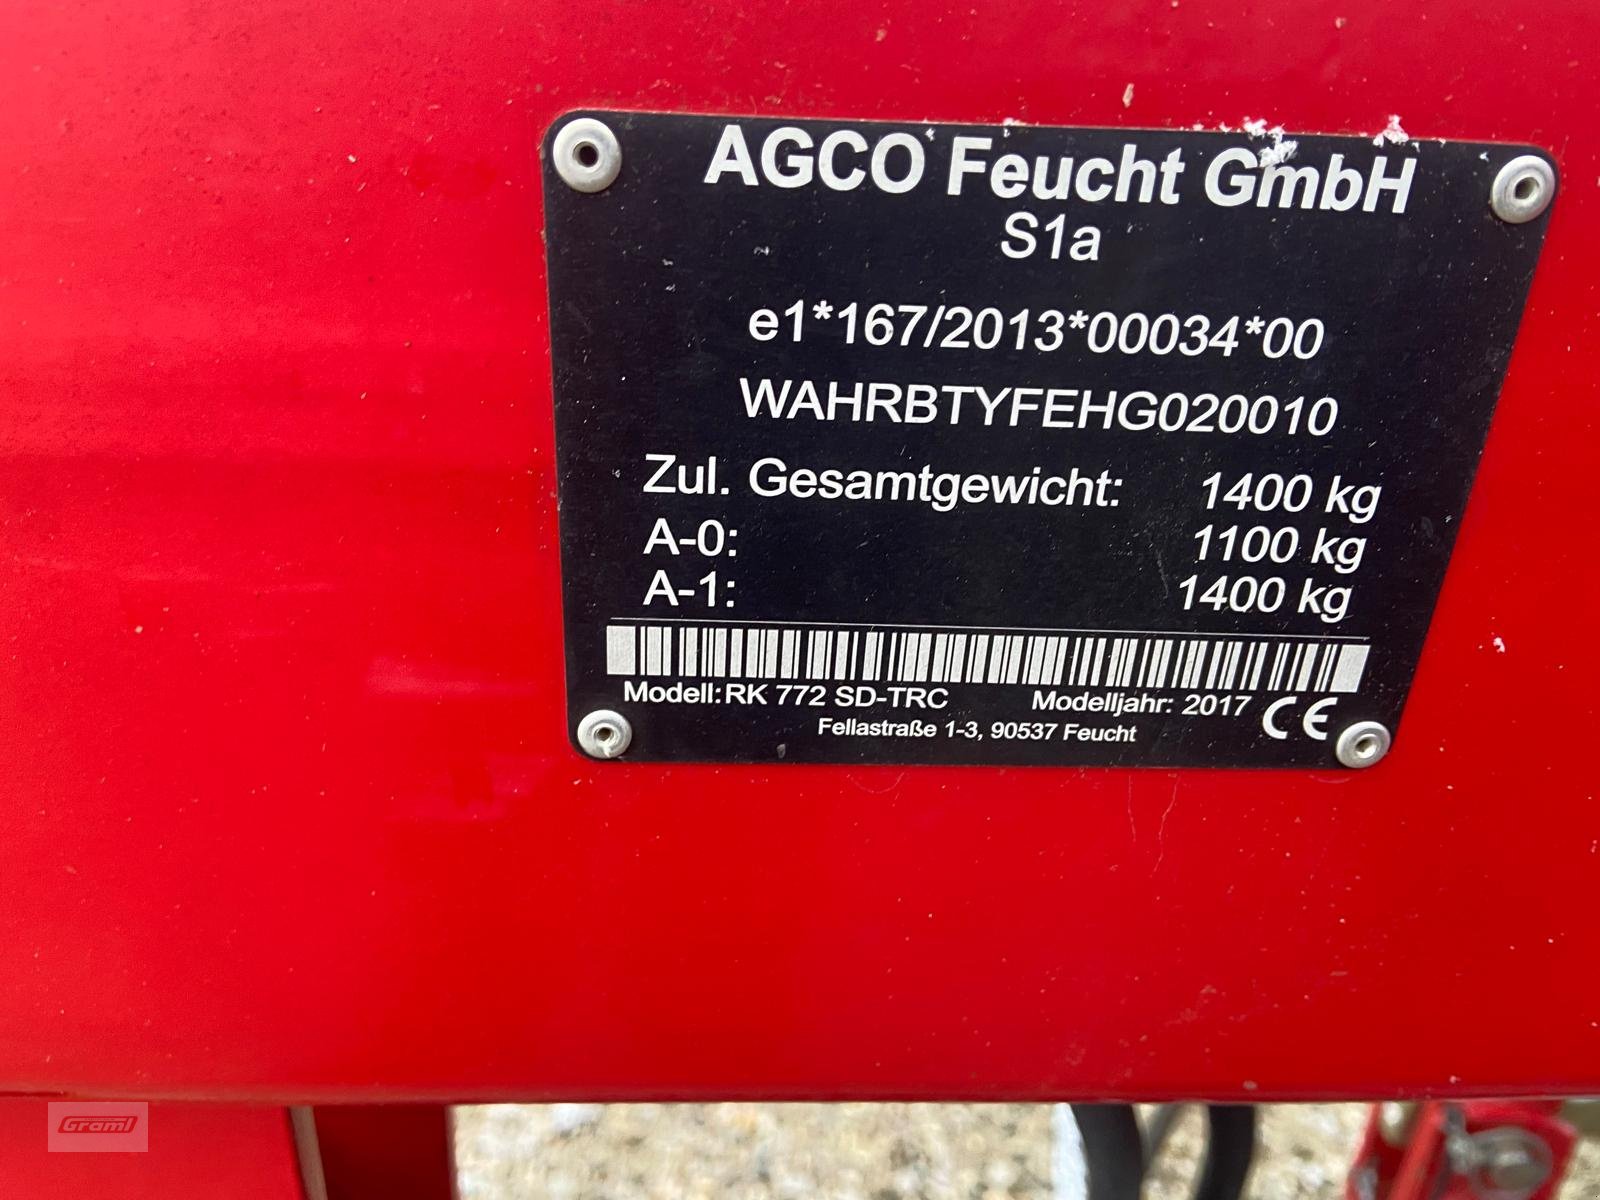 AGCO Feucht GmbH
S1a
e1*167/2013*00034*00
WAHRBTYFEHG020010
Zul. Gesamtgewicht: 1400 kg
A-0: 1100 kg
A-1: 1400 kg
Modell: RK 772 SD-TRC Modelljahr: 2017 CE
Fellastraße 1-3, 90537 Feucht
Graml